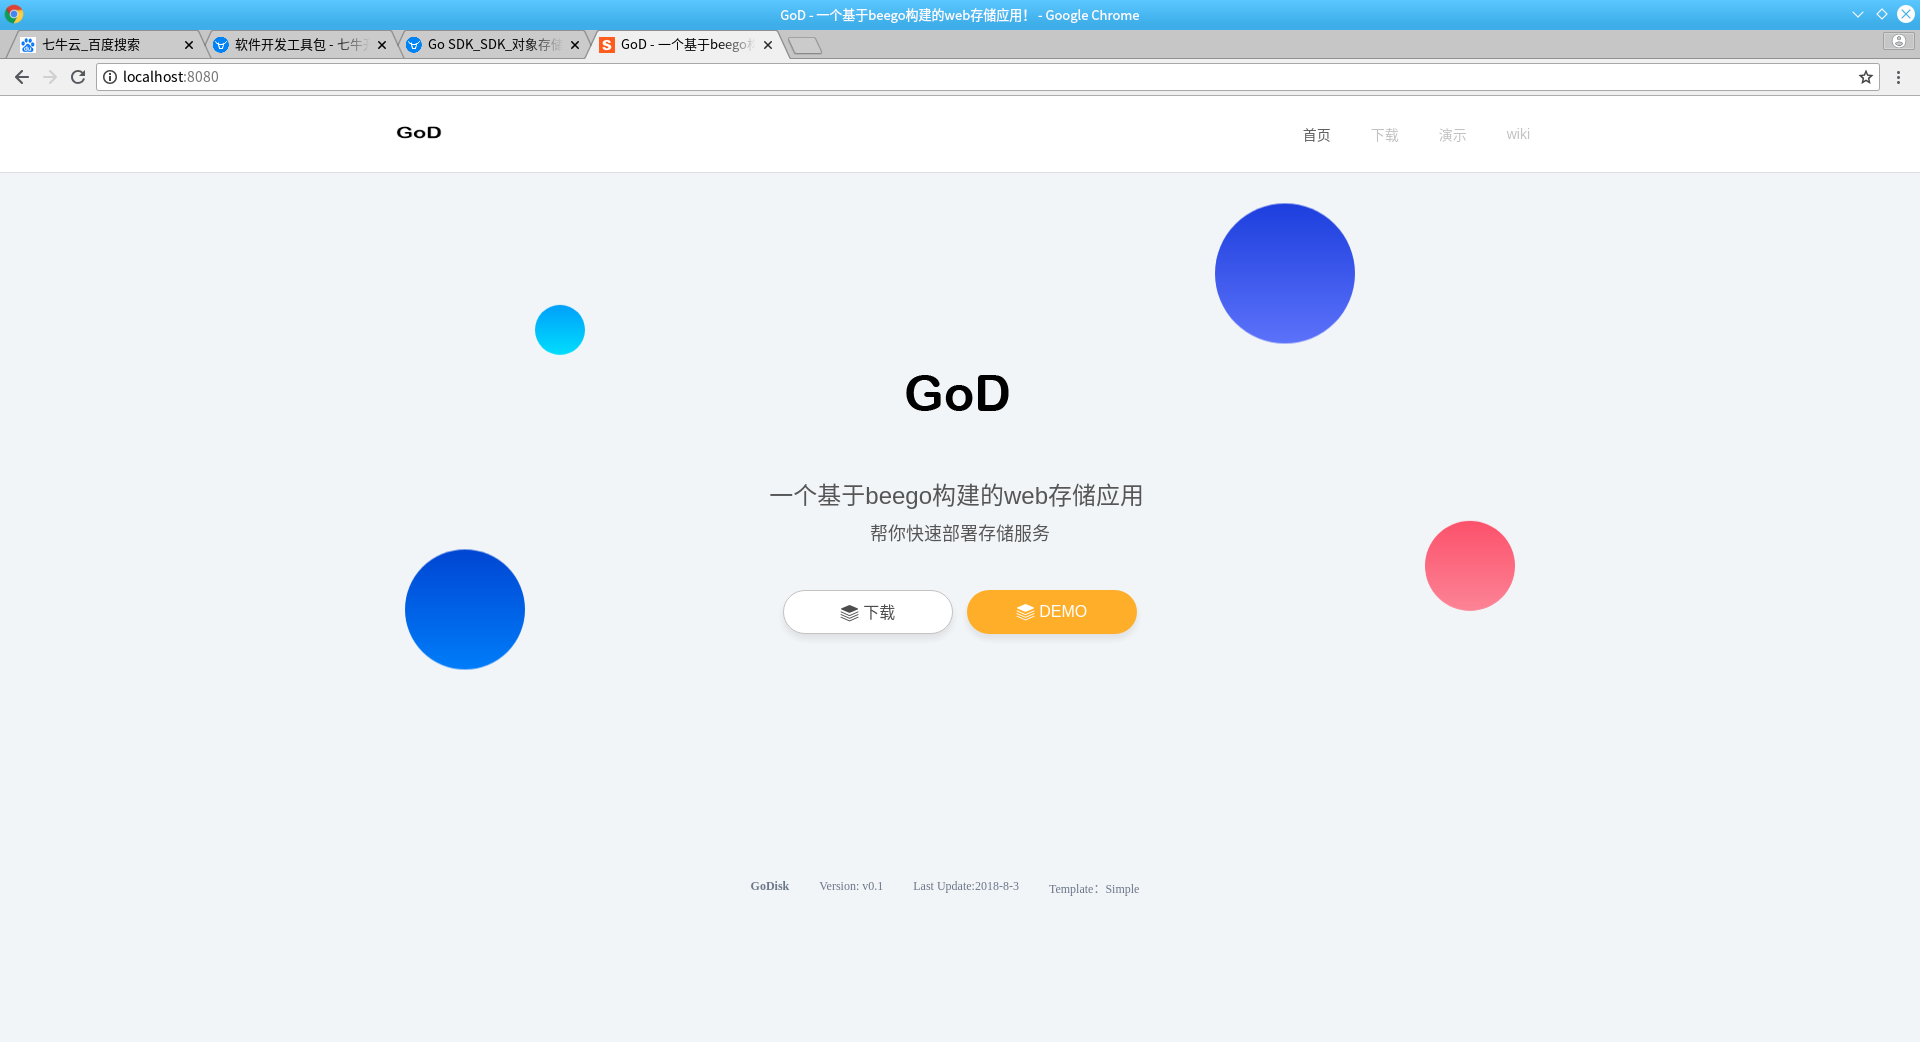 GoD - 一个基于beego构建的web存储应用! - Google Chrome
七牛云_百度搜索
软件开发工具包 - 七牛
Go SDK_SDK_对象存储
GoD - 一个基于beego
localhost:8080
GoD
首页
下载
演示
wiki
GoD
一个基于beego构建的web存储应用
帮你快速部署存储服务
下载
DEMO
GoDisk
Version: v0.1
Last Update:2018-8-3
Template：Simple